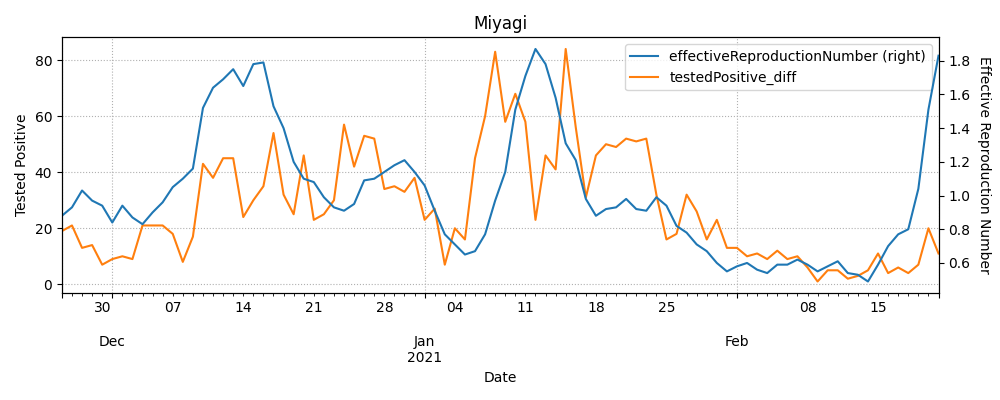 Miyagi
effectiveReproductionNumber (right)
testedPositive_diff
80
60
40
20
0
Tested Positive
1.8
1.6
1.4
1.2
1.0
0.8
0.6
Effective Reproduction Number
30 07 14 21 28 04 11 18 25 08 15
Dec Jan Feb
2021
Date